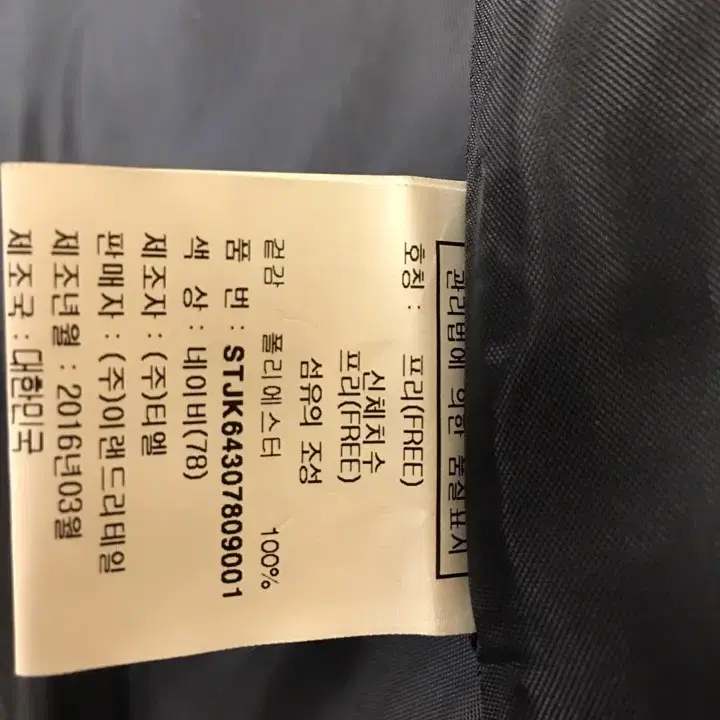 관리법에 의한 품질표시
호칭 : 프리(FREE)
신체치수
프리(FREE)
섬유의 조성
겉감 폴리에스터 100%
품 번 : STJK64307809001
색 상 : 네이비(78)
제조자 : (주)티엘
판매자 : (주)이랜드리테일
제조년월 : 2016년03월
제조국 : 대한민국